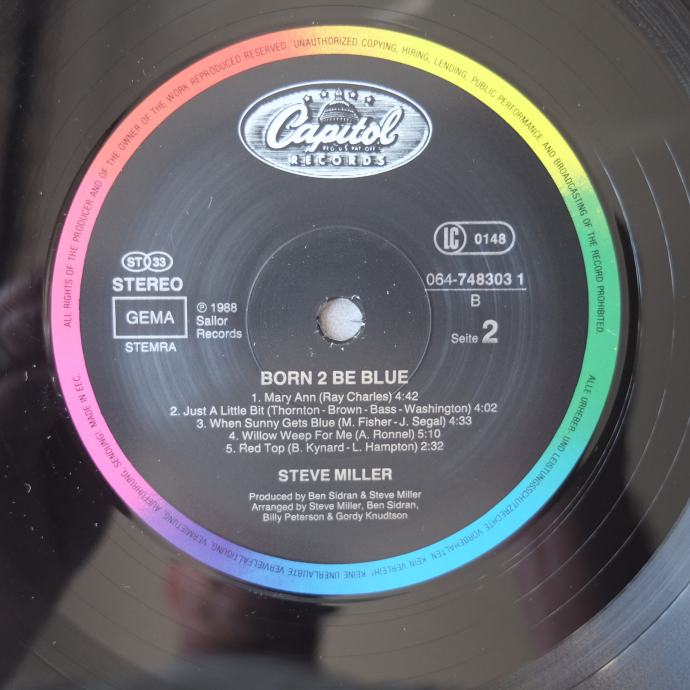 ALL RIGHTS OF THE PRODUCER AND OF THE OWNER OF THE WORK REPRODUCED RESERVED. UNAUTHORIZED COPYING, HIRING, LENDING, PUBLIC PERFORMANCE AND BROADCASTING OF THE RECORD PROHIBITED.
Capitol
REG. U.S. PAT. OFF.
RECORDS
LC 0148
ST 33
STEREO
GEMA
STEMRA
℗ 1988
Sailor
Records
064-748303 1
B
Seite 2
BORN 2 BE BLUE
1. Mary Ann (Ray Charles) 4:42
2. Just A Little Bit (Thornton - Brown - Bass - Washington) 4:02
3. When Sunny Gets Blue (M. Fisher - J. Segal) 4:33
4. Willow Weep For Me (A. Ronnel) 5:10
5. Red Top (B. Kynard - L. Hampton) 2:32
STEVE MILLER
Produced by Ben Sidran & Steve Miller
Arranged by Steve Miller, Ben Sidran,
Billy Peterson & Gordy Knudtson
ALLE URHEBER- UND LEISTUNGSSCHUTZRECHTE VORBEHALTEN. KEIN VERLEIH! KEINE UNERLAUBTE VERVIELFÄLTIGUNG, VERMIETUNG, AUFFÜHRUNG, SENDUNG! MADE IN EEC.